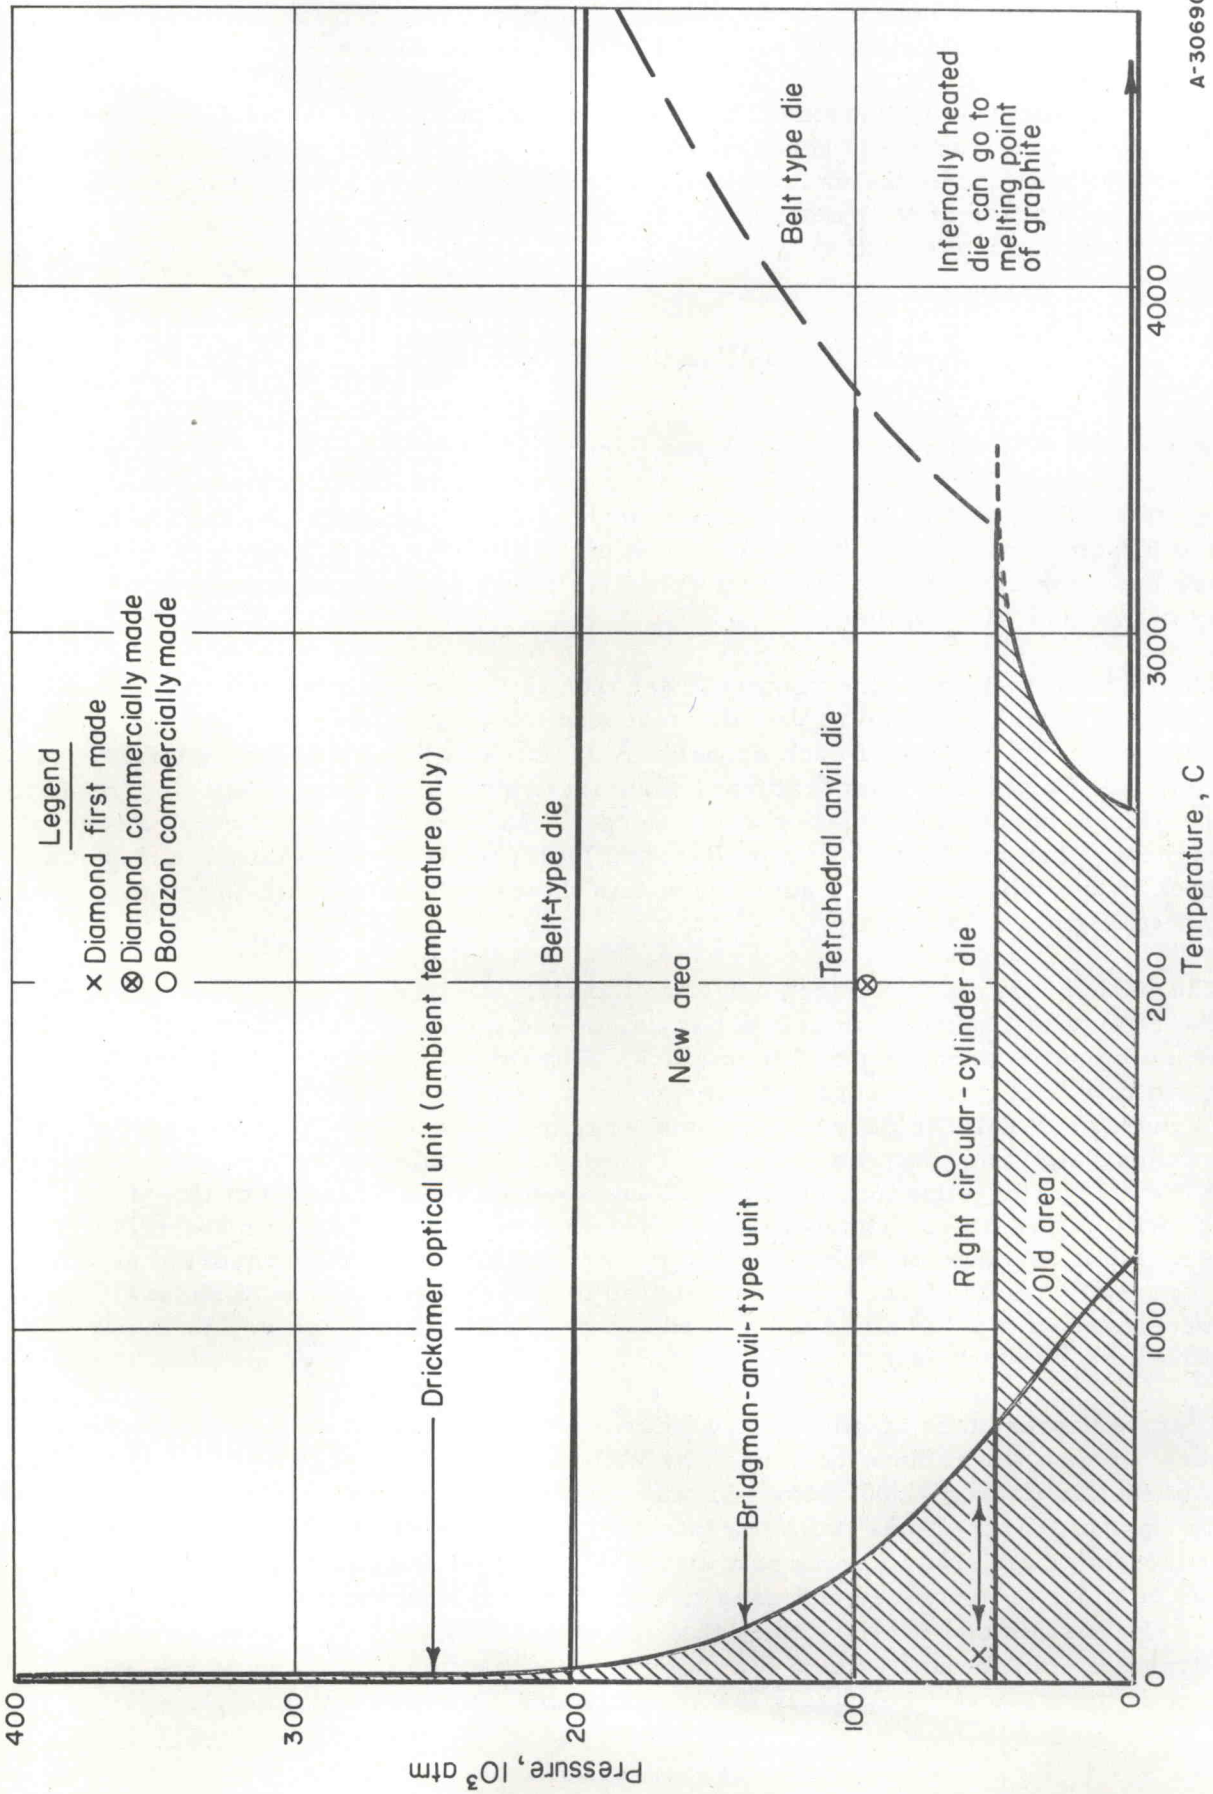 400
300
200
100
0
Pressure, 10³ atm
Legend
× Diamond first made
⊗ Diamond commercially made
○ Borazon commercially made
Drickamer optical unit (ambient temperature only)
Belt-type die
New area
Bridgman-anvil-type unit
Tetrahedral anvil die
Belt type die
Right circular-cylinder die
Old area
Internally heated
die can go to
melting point
of graphite
0
1000
2000
3000
4000
Temperature, C
A-30690